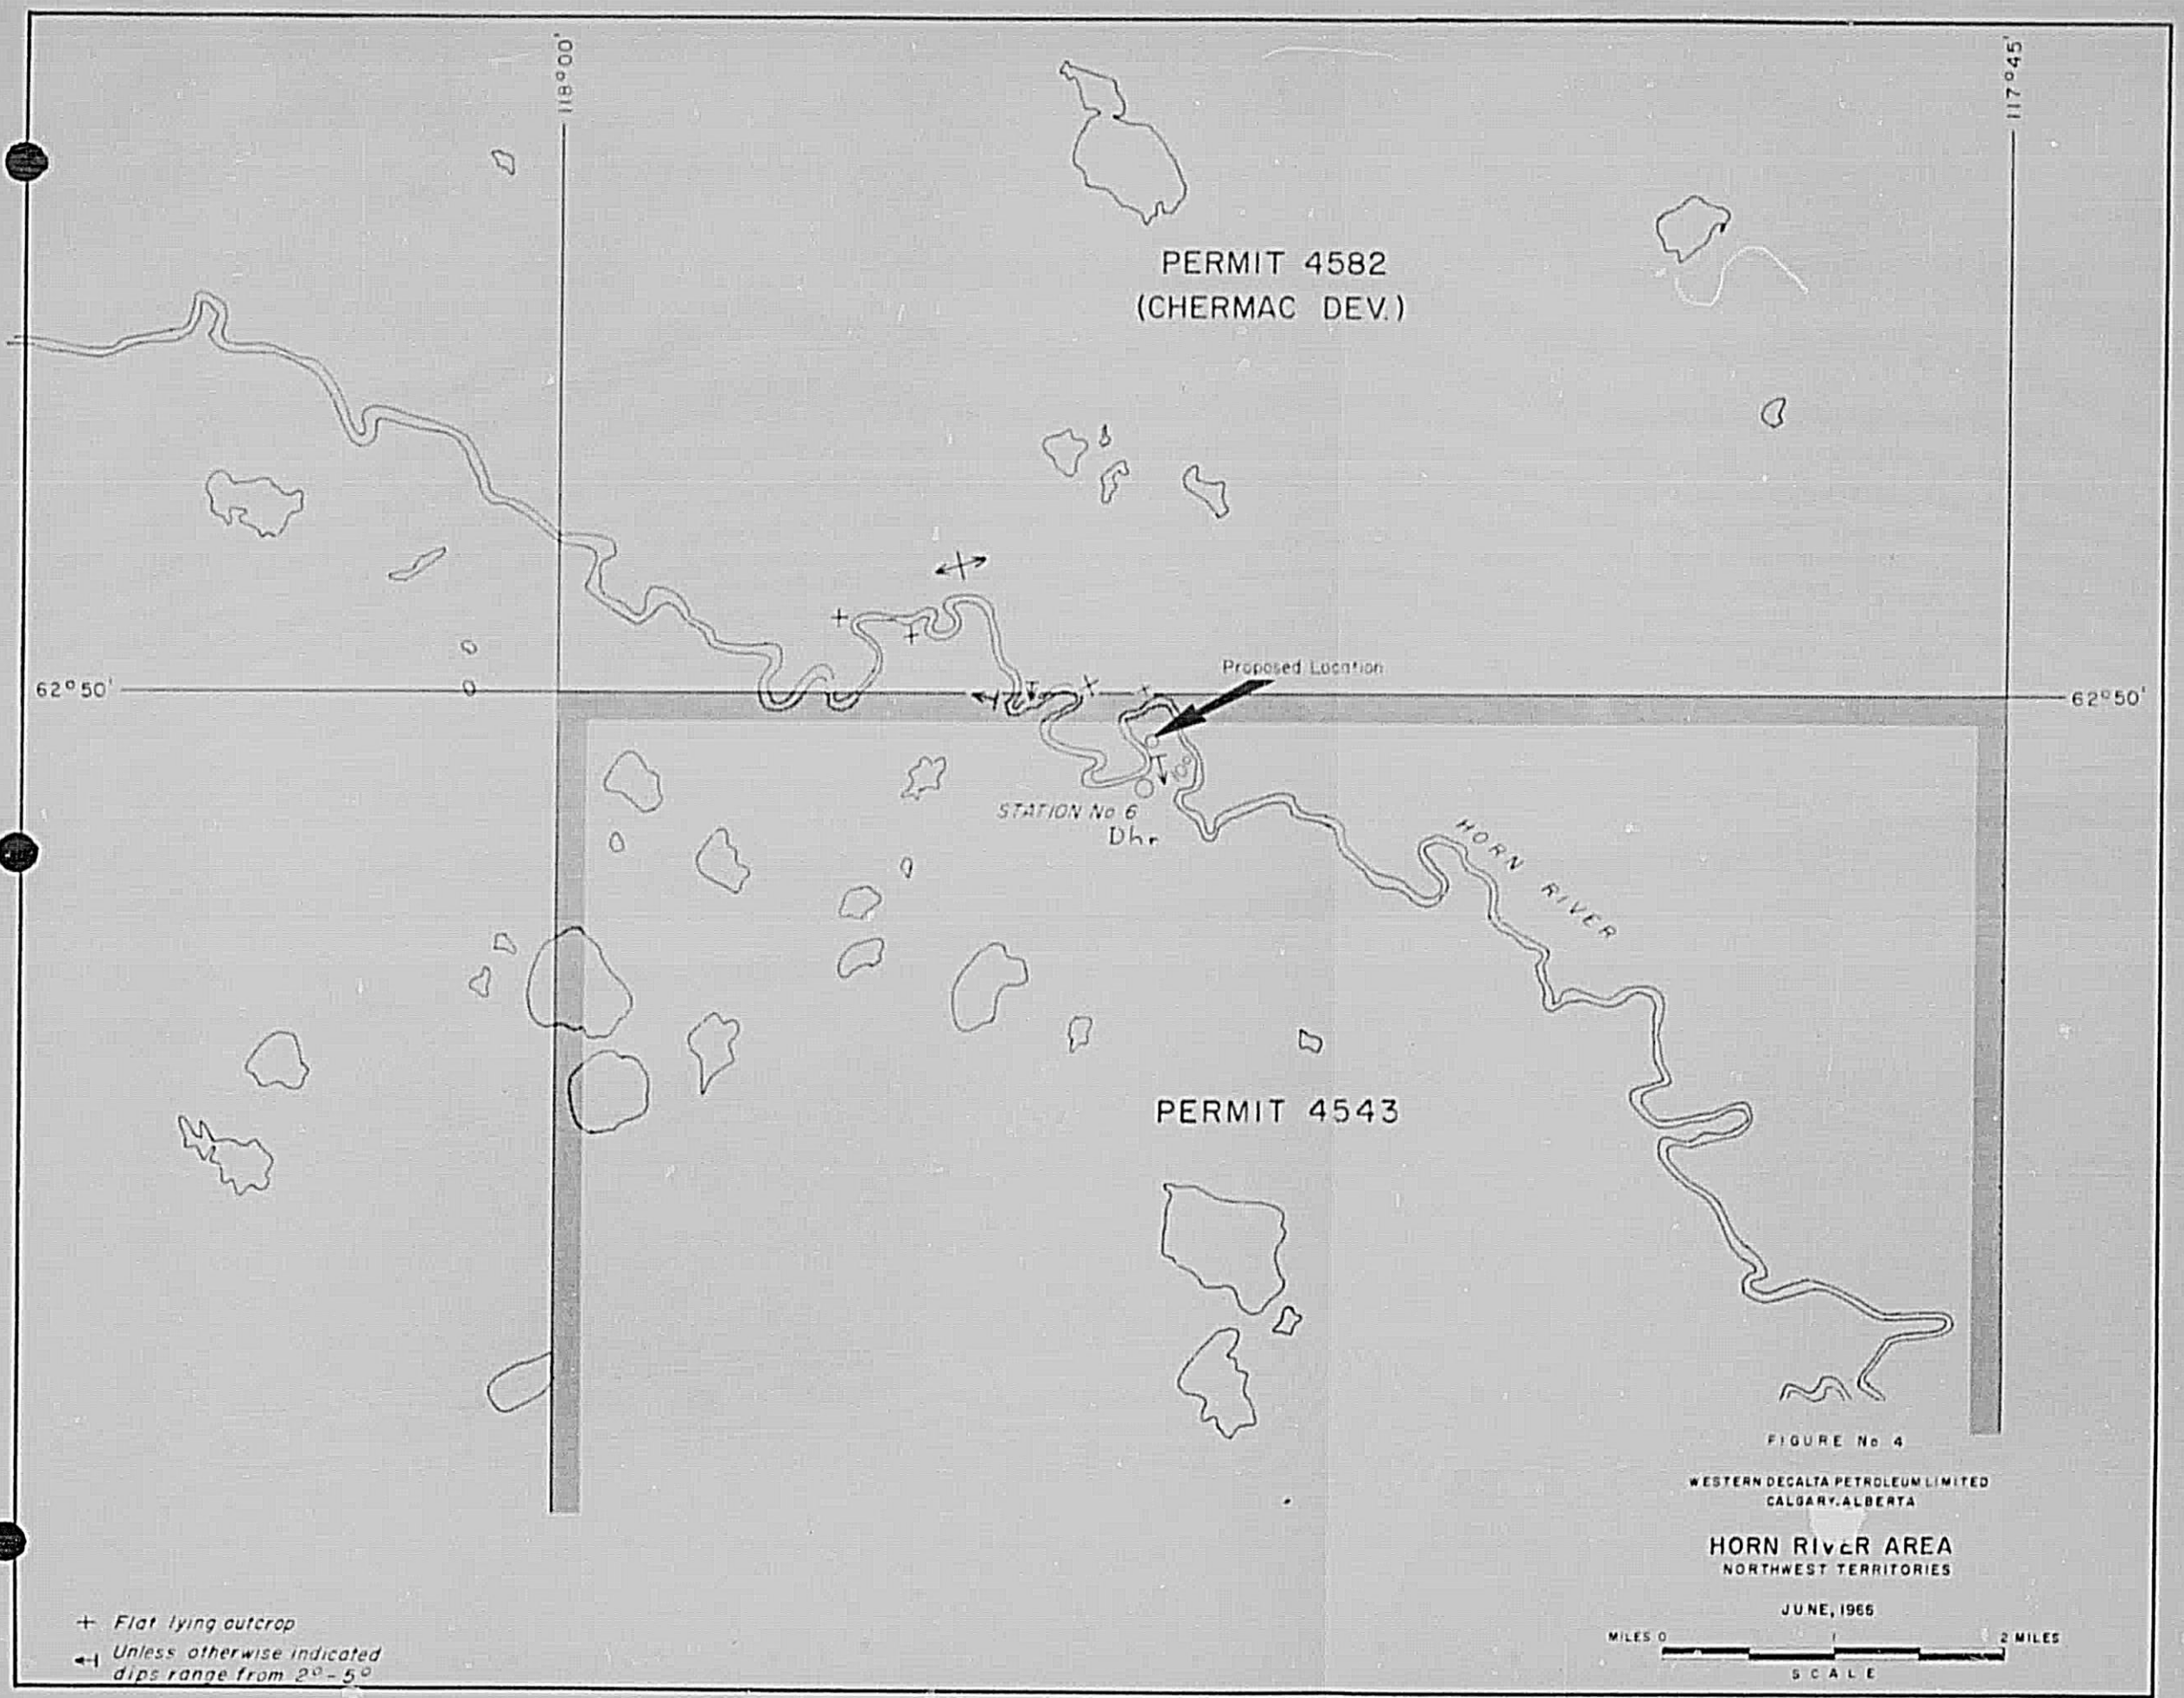 118°00'
117°45'
PERMIT 4582
(CHERMAC DEV.)
Proposed Location
62°50'
62°50'
10°
STATION No 6
Dhr
HORN RIVER
PERMIT 4543
FIGURE No 4
WESTERN DECALTA PETROLEUM LIMITED
CALGARY, ALBERTA
HORN RIVER AREA
NORTHWEST TERRITORIES
JUNE, 1966
MILES 0 1 2 MILES
SCALE
+ Flat lying outcrop
Unless otherwise indicated
dips range from 2°-5°